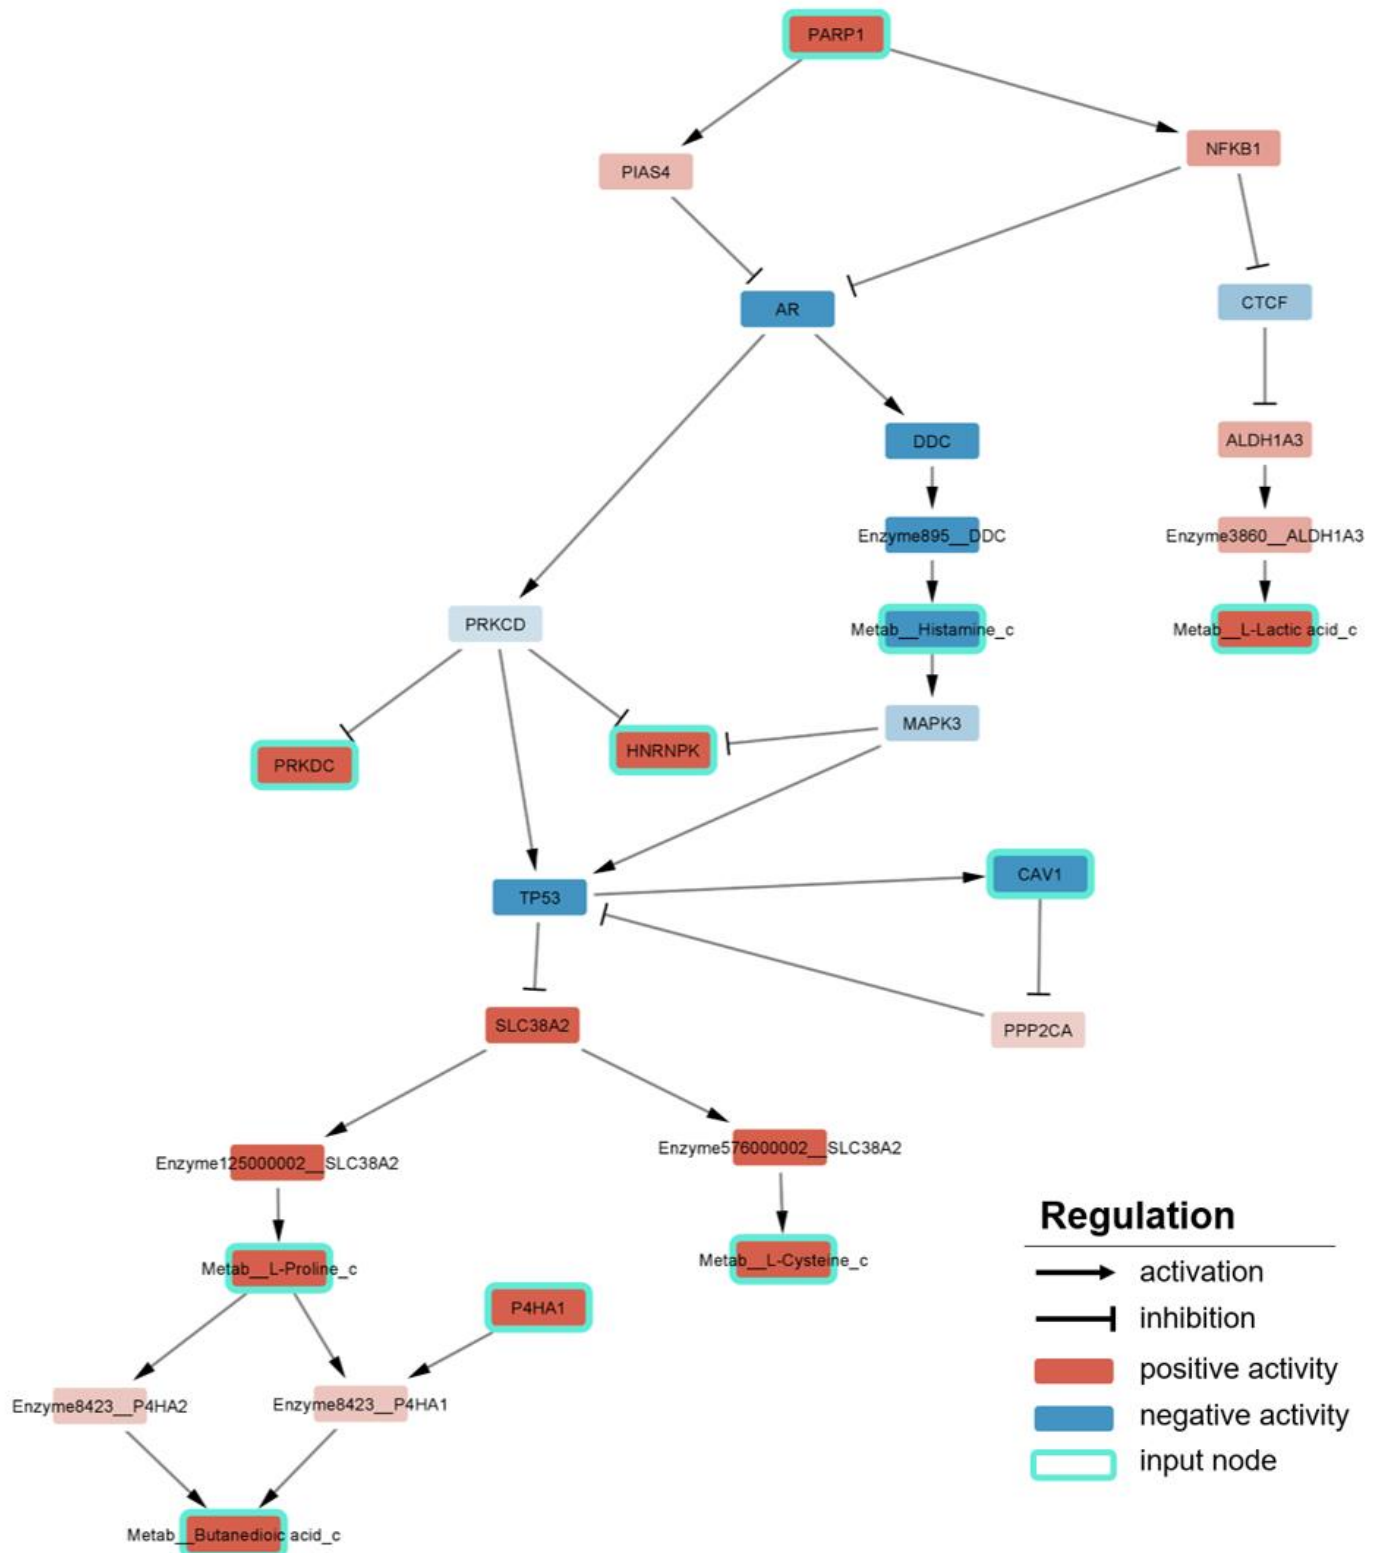 PARP1
NFKB1
PIAS4
AR
CTCF
DDC
ALDH1A3
Enzyme895__DDC
Enzyme3860__ALDH1A3
PRKCD
Metab__Histamine_c
Metab__L-Lactic acid_c
MAPK3
HNRNPK
PRKDC
CAV1
TP53
SLC38A2
PPP2CA
Enzyme125000002__SLC38A2
Enzyme576000002__SLC38A2
Metab__L-Proline_c
Metab__L-Cysteine_c
P4HA1
Enzyme8423__P4HA2
Enzyme8423__P4HA1
Metab__Butanedioic acid_c
Regulation
activation
inhibition
positive activity
negative activity
input node